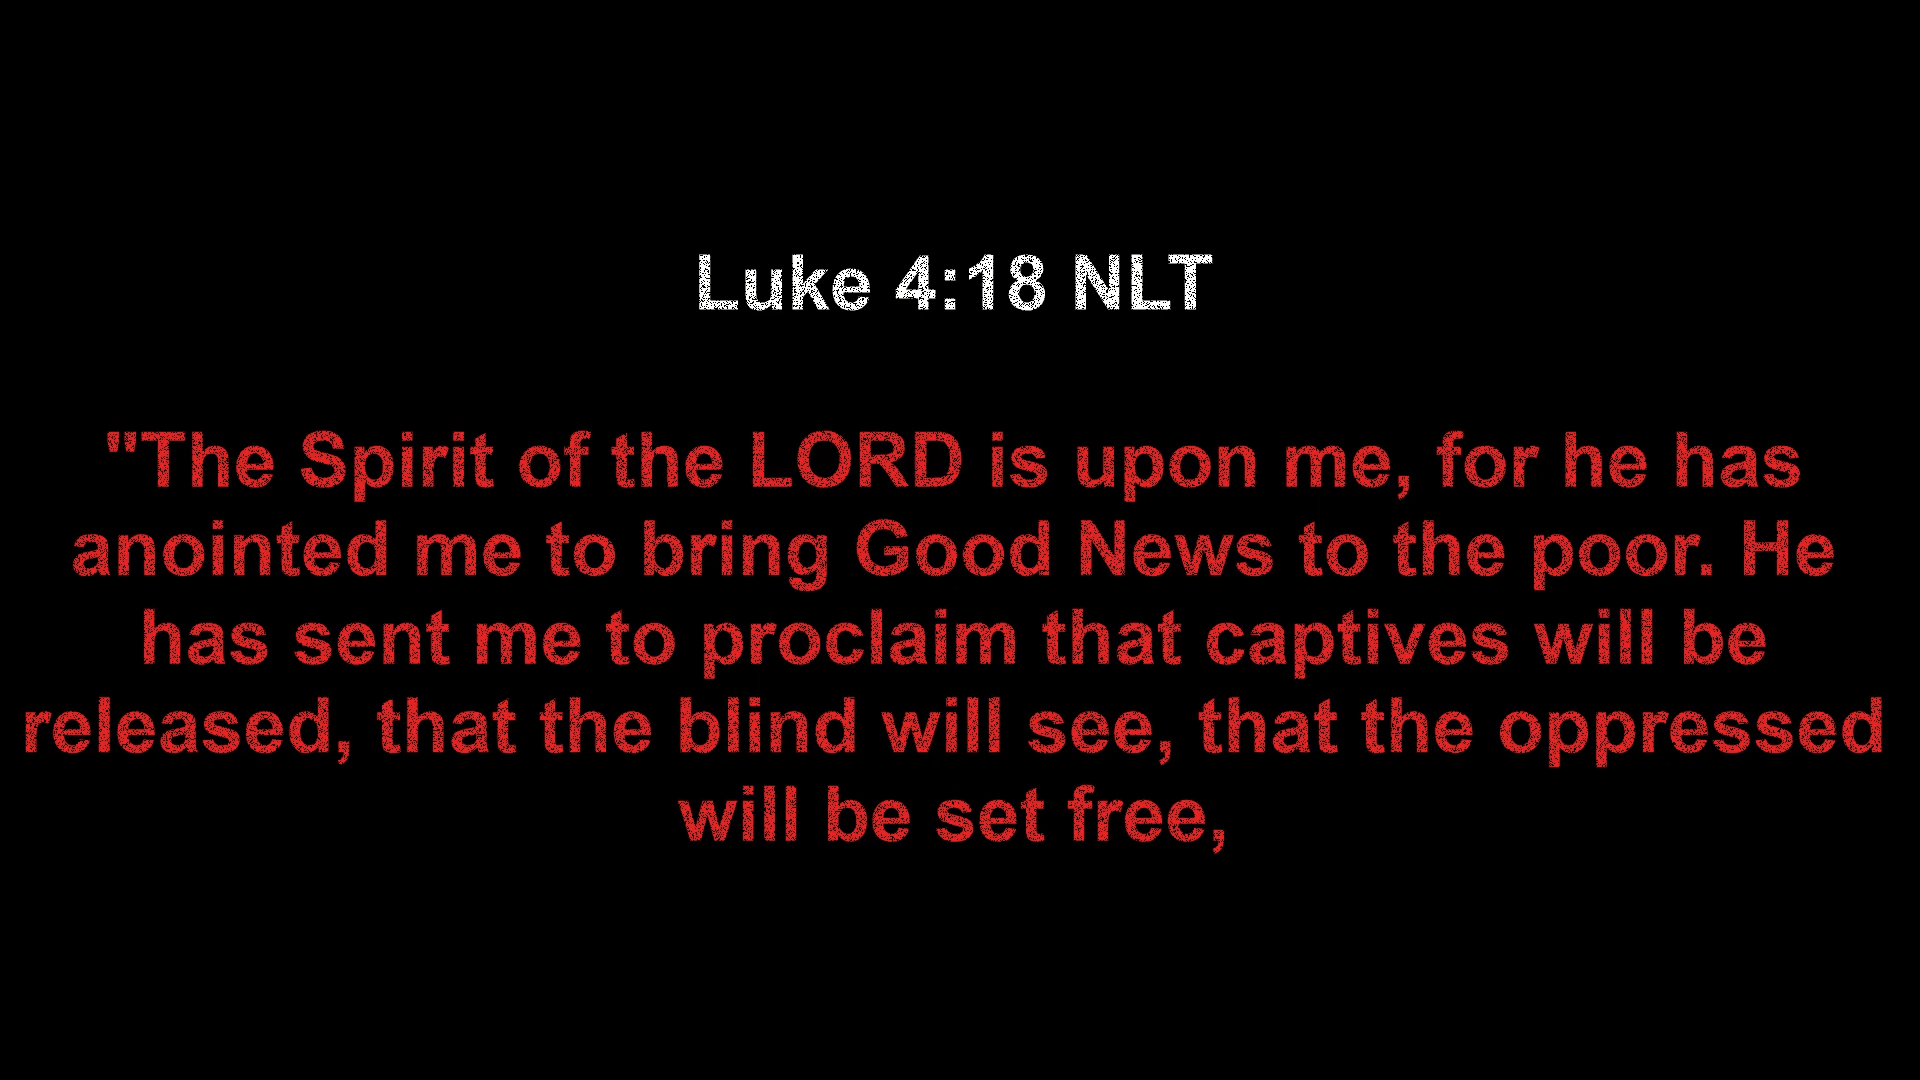 Luke 4:18 NLT
"The Spirit of the LORD is upon me, for he has
anointed me to bring Good News to the poor. He
has sent me to proclaim that captives will be
released, that the blind will see, that the oppressed
will be set free,